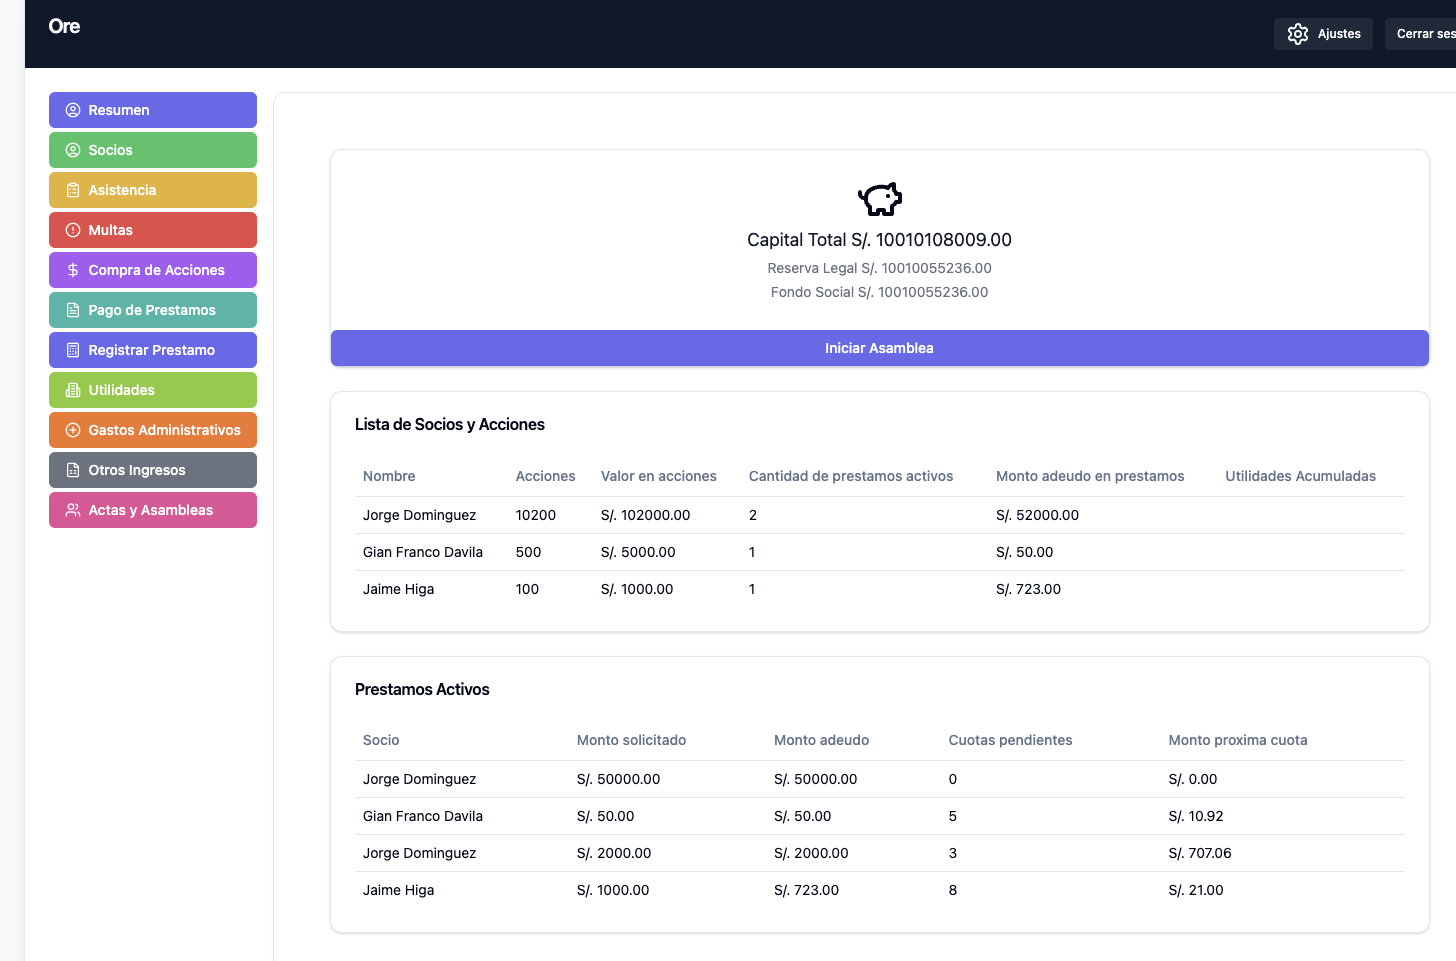 Ore
Ajustes
Cerrar ses
Resumen
Socios
Asistencia
Multas
Compra de Acciones
Pago de Prestamos
Registrar Prestamo
Utilidades
Gastos Administrativos
Otros Ingresos
Actas y Asambleas
Capital Total S/. 10010108009.00
Reserva Legal S/. 10010055236.00
Fondo Social S/. 10010055236.00
Iniciar Asamblea
Lista de Socios y Acciones
Nombre Acciones Valor en acciones Cantidad de prestamos activos Monto adeudo en prestamos Utilidades Acumuladas
Jorge Dominguez 10200 S/. 102000.00 2 S/. 52000.00
Gian Franco Davila 500 S/. 5000.00 1 S/. 50.00
Jaime Higa 100 S/. 1000.00 1 S/. 723.00
Prestamos Activos
Socio Monto solicitado Monto adeudo Cuotas pendientes Monto proxima cuota
Jorge Dominguez S/. 50000.00 S/. 50000.00 0 S/. 0.00
Gian Franco Davila S/. 50.00 S/. 50.00 5 S/. 10.92
Jorge Dominguez S/. 2000.00 S/. 2000.00 3 S/. 707.06
Jaime Higa S/. 1000.00 S/. 723.00 8 S/. 21.00